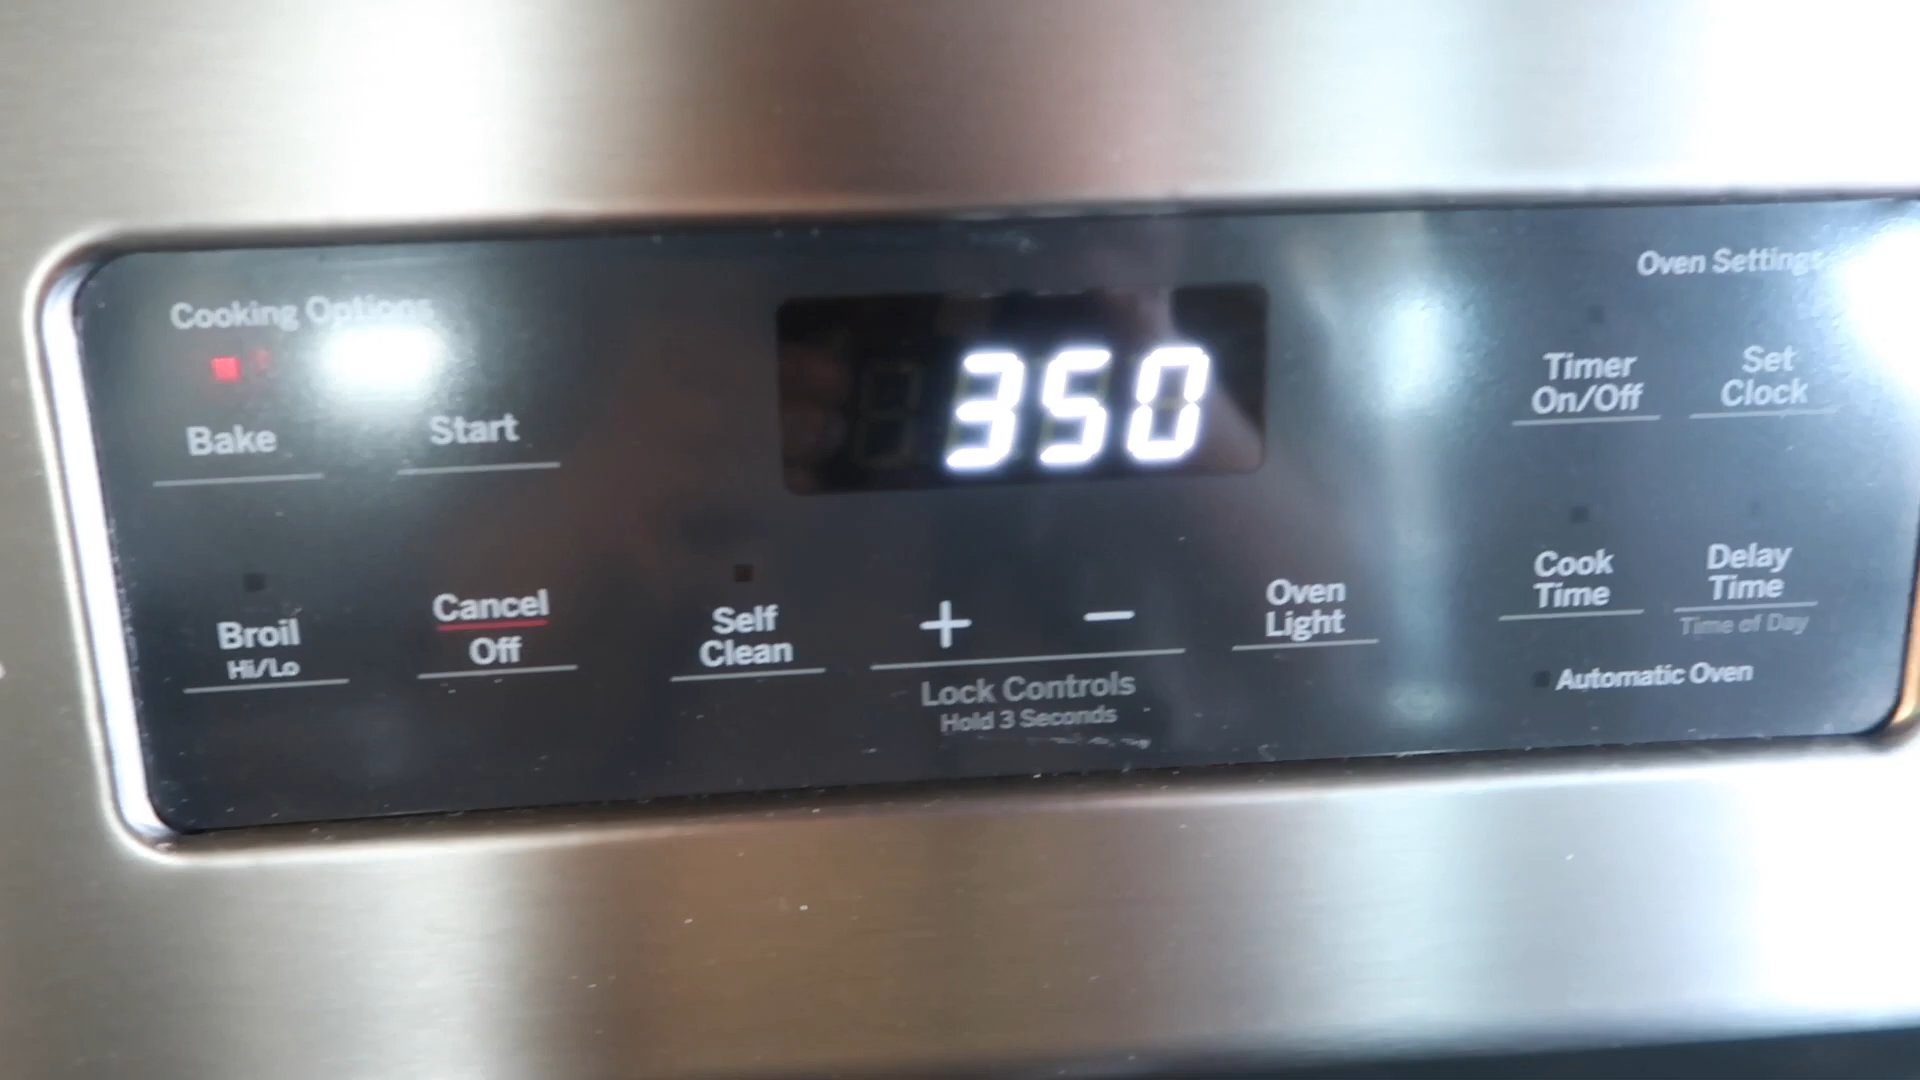 Cooking Options
Bake
Start
350
Oven Settings
Timer
On/Off
Set
Clock
Broil
Hi/Lo
Cancel
Off
Self
Clean
+
−
Lock Controls
Hold 3 Seconds
Oven
Light
Cook
Time
Delay
Time
Time of Day
Automatic Oven